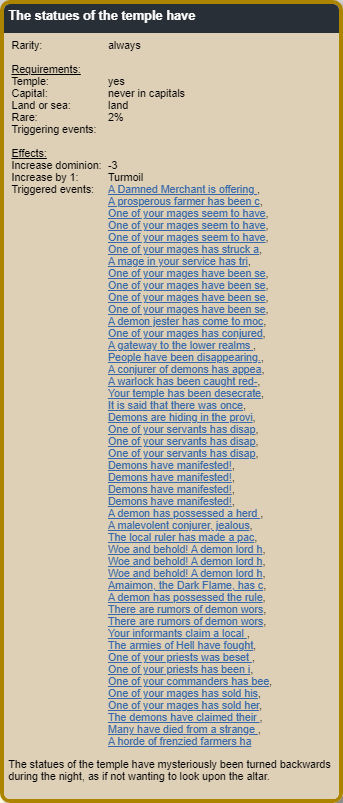 The statues of the temple have
Rarity: always
Requirements:
Temple: yes
Capital: never in capitals
Land or sea: land
Rare: 2%
Triggering events:
Effects:
Increase dominion: -3
Increase by 1: Turmoil
Triggered events: A Damned Merchant is offering ,
A prosperous farmer has been c,
One of your mages seem to have,
One of your mages seem to have,
One of your mages seem to have,
One of your mages has struck a,
A mage in your service has tri,
One of your mages have been se,
One of your mages have been se,
One of your mages have been se,
One of your mages have been se,
A demon jester has come to moc,
One of your mages has conjured,
A gateway to the lower realms ,
People have been disappearing.,
A conjurer of demons has appea,
A warlock has been caught red-,
Your temple has been desecrate,
It is said that there was once,
Demons are hiding in the provi,
One of your servants has disap,
One of your servants has disap,
One of your servants has disap,
Demons have manifested!,
Demons have manifested!,
Demons have manifested!,
Demons have manifested!,
A demon has possessed a herd ,
A malevolent conjurer, jealous,
The local ruler has made a pac,
Woe and behold! A demon lord h,
Woe and behold! A demon lord h,
Woe and behold! A demon lord h,
Amaimon, the Dark Flame, has c,
A demon has possessed the rule,
There are rumors of demon wors,
There are rumors of demon wors,
Your informants claim a local ,
The armies of Hell have fought,
One of your priests was beset ,
One of your priests has been i,
One of your commanders has bee,
One of your mages has sold his,
One of your mages has sold her,
The demons have claimed their ,
Many have died from a strange ,
A horde of frenzied farmers ha
The statues of the temple have mysteriously been turned backwards
during the night, as if not wanting to look upon the altar.